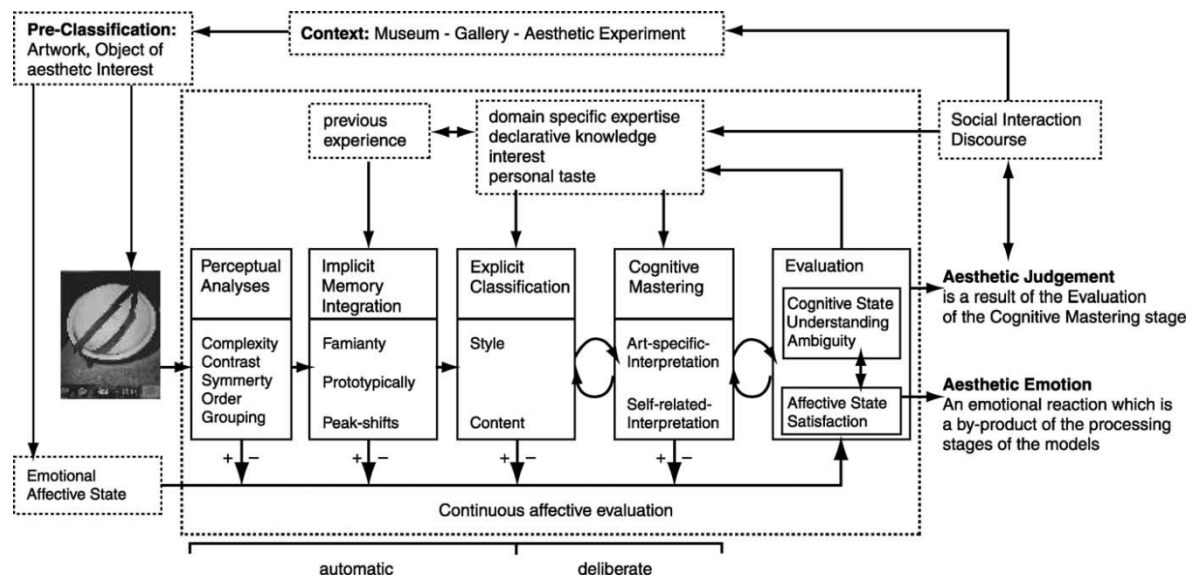 Pre-Classification:
Artwork, Object of
aesthetc Interest
Context: Museum - Gallery - Aesthetic Experiment
previous
experience
domain specific expertise
declarative knowledge
interest
personal taste
Social Interaction
Discourse
Perceptual
Analyses
Complexity
Contrast
Symmerty
Order
Grouping
Implicit
Memory
Integration
Famianty
Prototypically
Peak-shifts
Explicit
Classification
Style
Content
Cognitive
Mastering
Art-specific-
Interpretation
Self-related-
Interpretation
Evaluation
Cognitive State
Understanding
Ambiguity
Affective State
Satisfaction
Aesthetic Judgement
is a result of the Evaluation
of the Cognitive Mastering stage
Aesthetic Emotion
An emotional reaction which is
a by-product of the processing
stages of the models
+ −
+ −
+ −
+ −
Emotional
Affective State
Continuous affective evaluation
automatic
deliberate